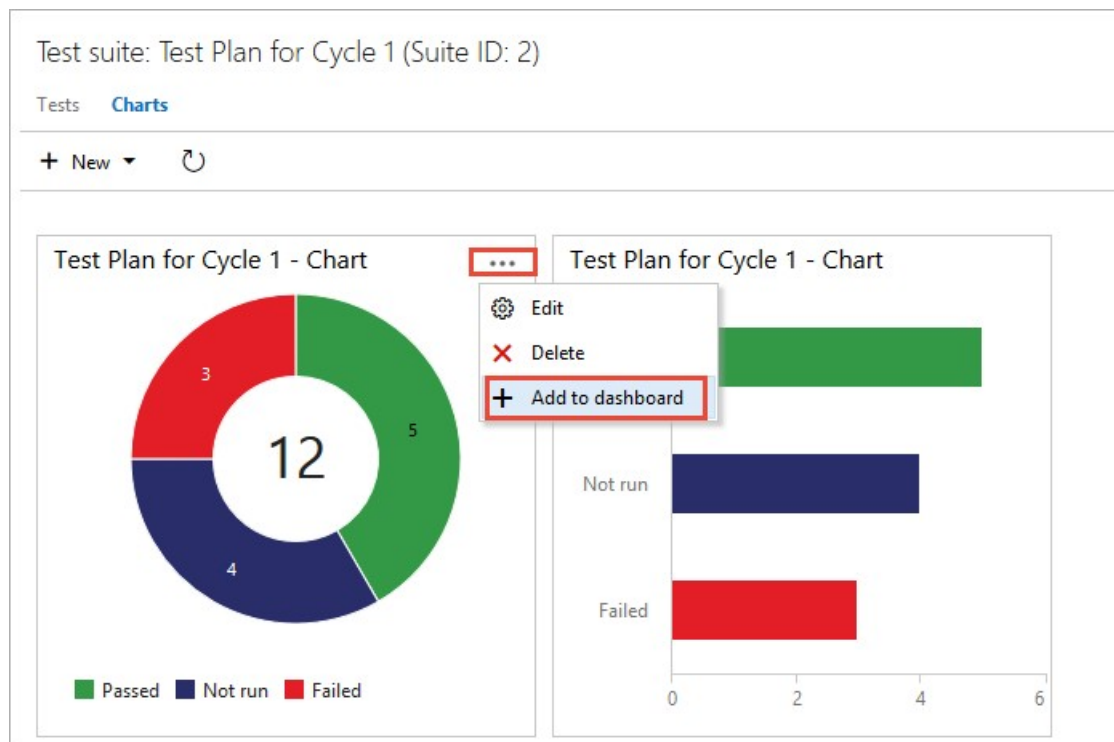 Test suite: Test Plan for Cycle 1 (Suite ID: 2)
Tests Charts
+ New
Test Plan for Cycle 1 - Chart
...
Edit
Delete
+ Add to dashboard
3
5
12
4
Passed Not run Failed
Test Plan for Cycle 1 - Chart
Not run
Failed
0 2 4 6